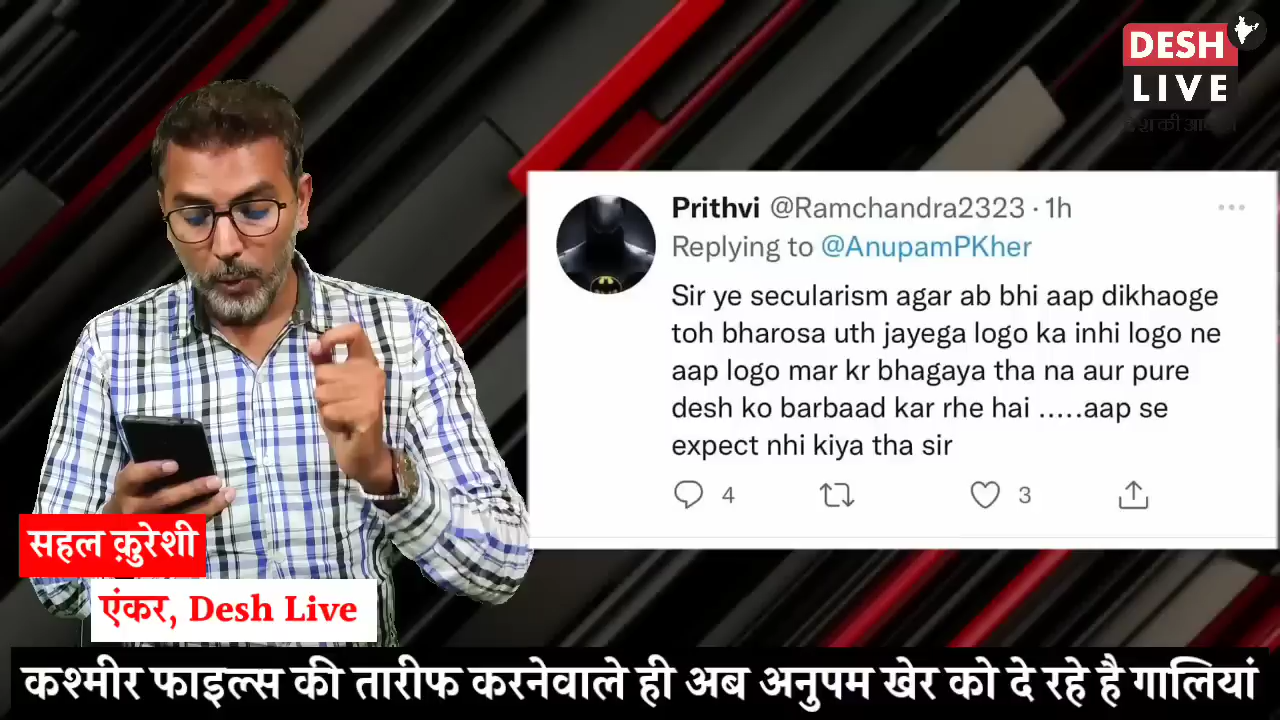 DESH
LIVE
Prithvi @Ramchandra2323 · 1h
Replying to @AnupamPKher
Sir ye secularism agar ab bhi aap dikhaoge
toh bharosa uth jayega logo ka inhi logo ne
aap logo mar kr bhagaya tha na aur pure
desh ko barbaad kar rhe hai .....aap se
expect nhi kiya tha sir
4
3
सहल क़ुरेशी
एंकर, Desh Live
कश्मीर फाइल्स की तारीफ करनेवाले ही अब अनुपम खेर को दे रहे है गालियां